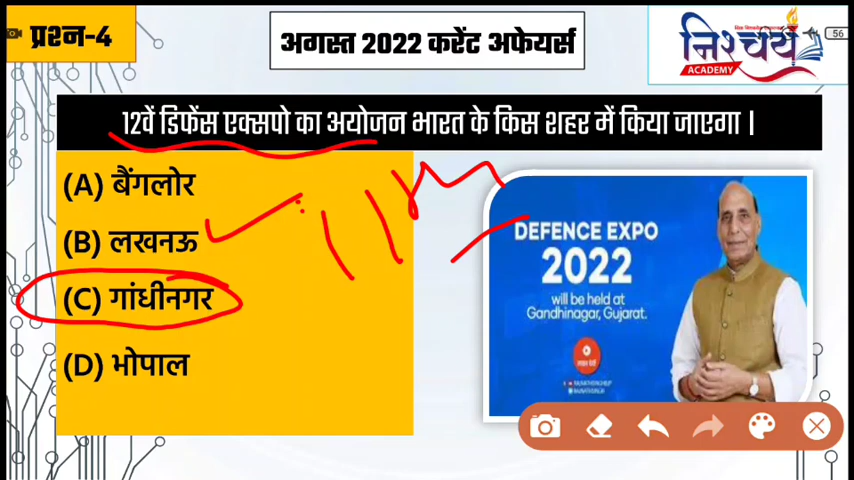 प्रश्न-4
अगस्त 2022 करेंट अफेयर्स
निश्चय
ACADEMY
56
12वें डिफेंस एक्सपो का अयोजन भारत के किस शहर में किया जाएगा |
(A) बैंगलोर
(B) लखनऊ
(C) गांधीनगर
(D) भोपाल
DEFENCE EXPO
2022
will be held at
Gandhinagar, Gujarat.